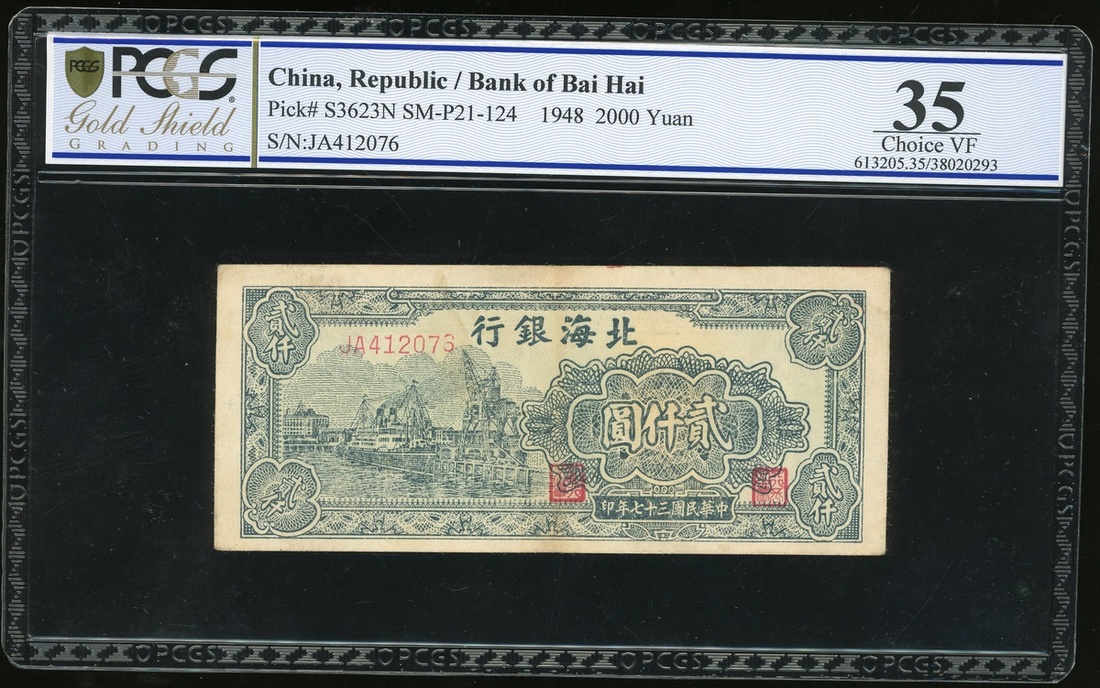 PCGS
PCGS
Gold Shield
GRADING
China, Republic / Bank of Bai Hai
Pick# S3623N SM-P21-124 1948 2000 Yuan
S/N:JA412076
35
Choice VF
613205.35/38020293
貳仟
北海銀行
JA412076
貳仟圓
貳仟
中華民國三十七年印